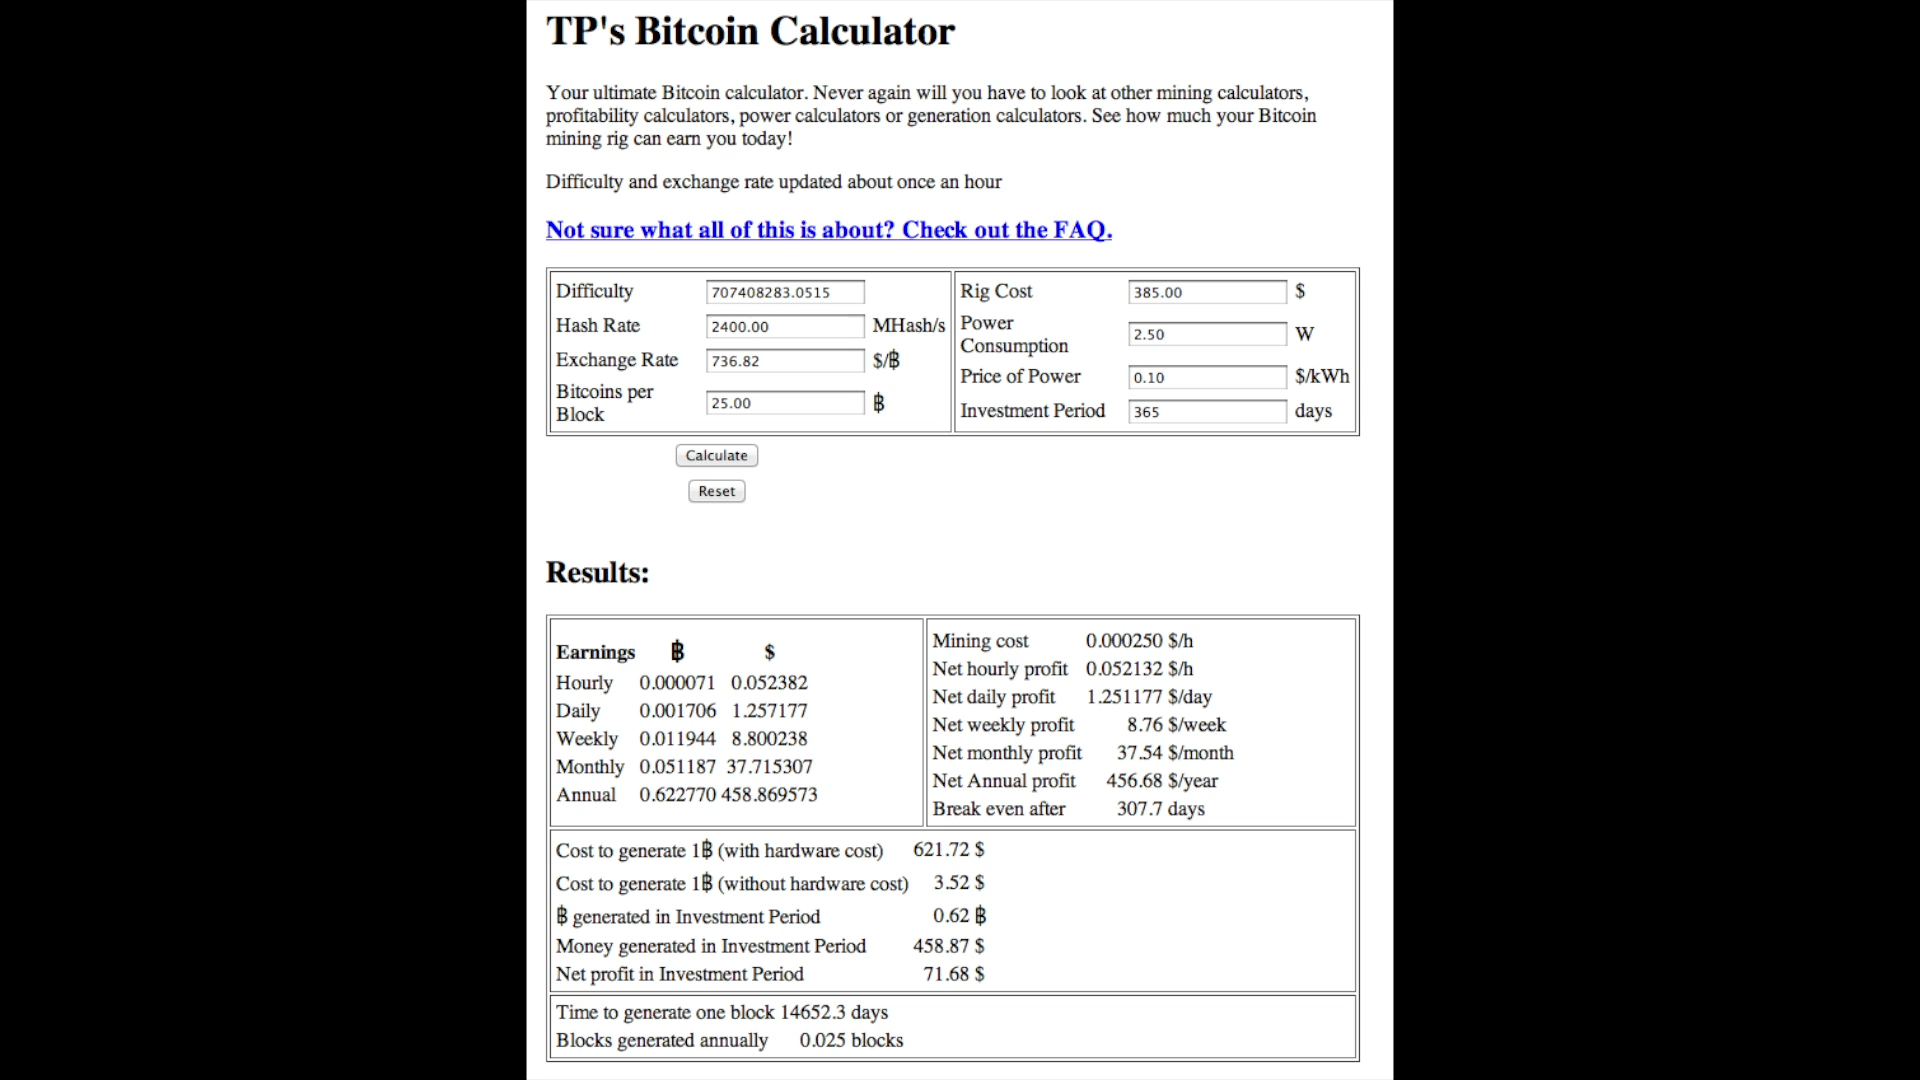 TP's Bitcoin Calculator
Your ultimate Bitcoin calculator. Never again will you have to look at other mining calculators,
profitability calculators, power calculators or generation calculators. See how much your Bitcoin
mining rig can earn you today!
Difficulty and exchange rate updated about once an hour
Not sure what all of this is about? Check out the FAQ.
Difficulty 707408283.0515
Hash Rate 2400.00 MHash/s
Exchange Rate 736.82 $/฿
Bitcoins per
Block 25.00 ฿
Rig Cost 385.00 $
Power
Consumption 2.50 W
Price of Power 0.10 $/kWh
Investment Period 365 days
Calculate
Reset
Results:
Earnings ฿ $
Hourly 0.000071 0.052382
Daily 0.001706 1.257177
Weekly 0.011944 8.800238
Monthly 0.051187 37.715307
Annual 0.622770 458.869573
Mining cost 0.000250 $/h
Net hourly profit 0.052132 $/h
Net daily profit 1.251177 $/day
Net weekly profit 8.76 $/week
Net monthly profit 37.54 $/month
Net Annual profit 456.68 $/year
Break even after 307.7 days
Cost to generate 1฿ (with hardware cost) 621.72 $
Cost to generate 1฿ (without hardware cost) 3.52 $
฿ generated in Investment Period 0.62 ฿
Money generated in Investment Period 458.87 $
Net profit in Investment Period 71.68 $
Time to generate one block 14652.3 days
Blocks generated annually 0.025 blocks